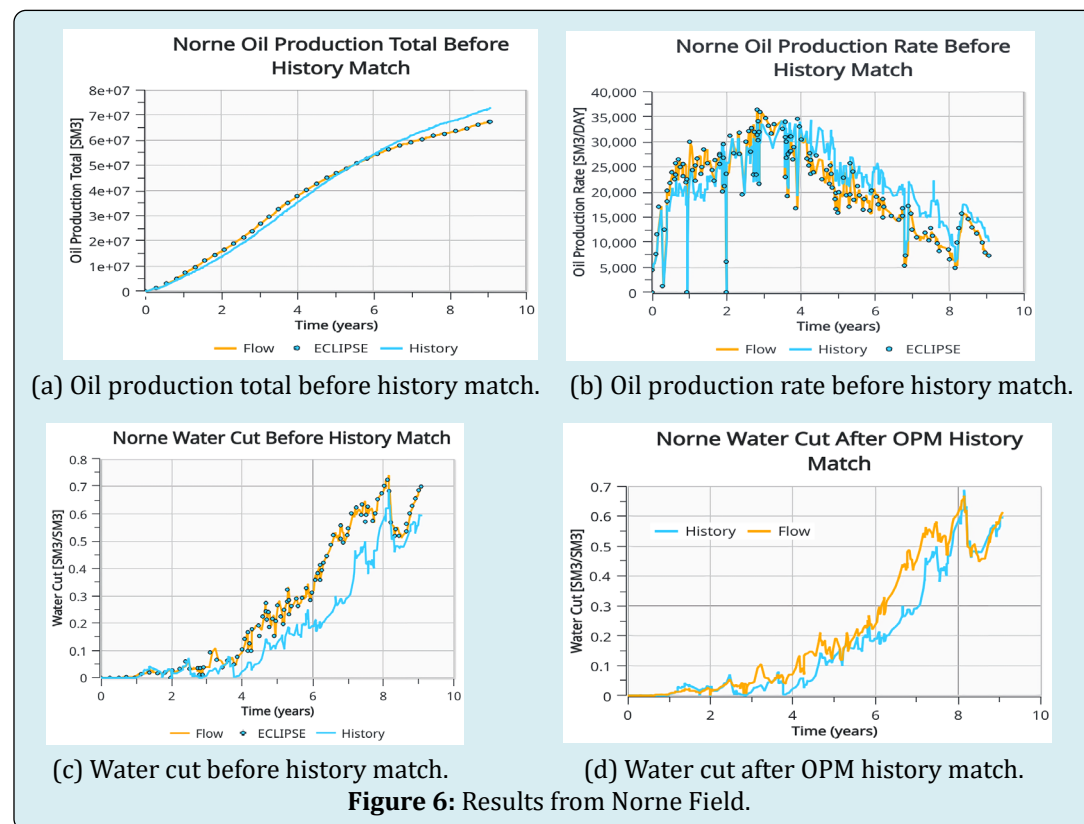 Norne Oil Production Total Before
History Match
8e+07
7e+07
6e+07
5e+07
4e+07
3e+07
2e+07
1e+07
0
Oil Production Total [SM3]
0 2 4 6 8 10
Time (years)
Flow ECLIPSE History
(a) Oil production total before history match.
Norne Oil Production Rate Before
History Match
40,000
35,000
30,000
25,000
20,000
15,000
10,000
5,000
0
Oil Production Rate [SM3/DAY]
0 2 4 6 8 10
Time (years)
Flow History ECLIPSE
(b) Oil production rate before history match.
Norne Water Cut Before History Match
0.8
0.7
0.6
0.5
0.4
0.3
0.2
0.1
0
Water Cut [SM3/SM3]
0 2 4 6 8 10
Time (years)
Flow ECLIPSE History
(c) Water cut before history match.
Norne Water Cut After OPM History
Match
0.7
0.6
0.5
0.4
0.3
0.2
0.1
0
Water Cut [SM3/SM3]
History Flow
0 2 4 6 8 10
Time (years)
(d) Water cut after OPM history match.
Figure 6: Results from Norne Field.